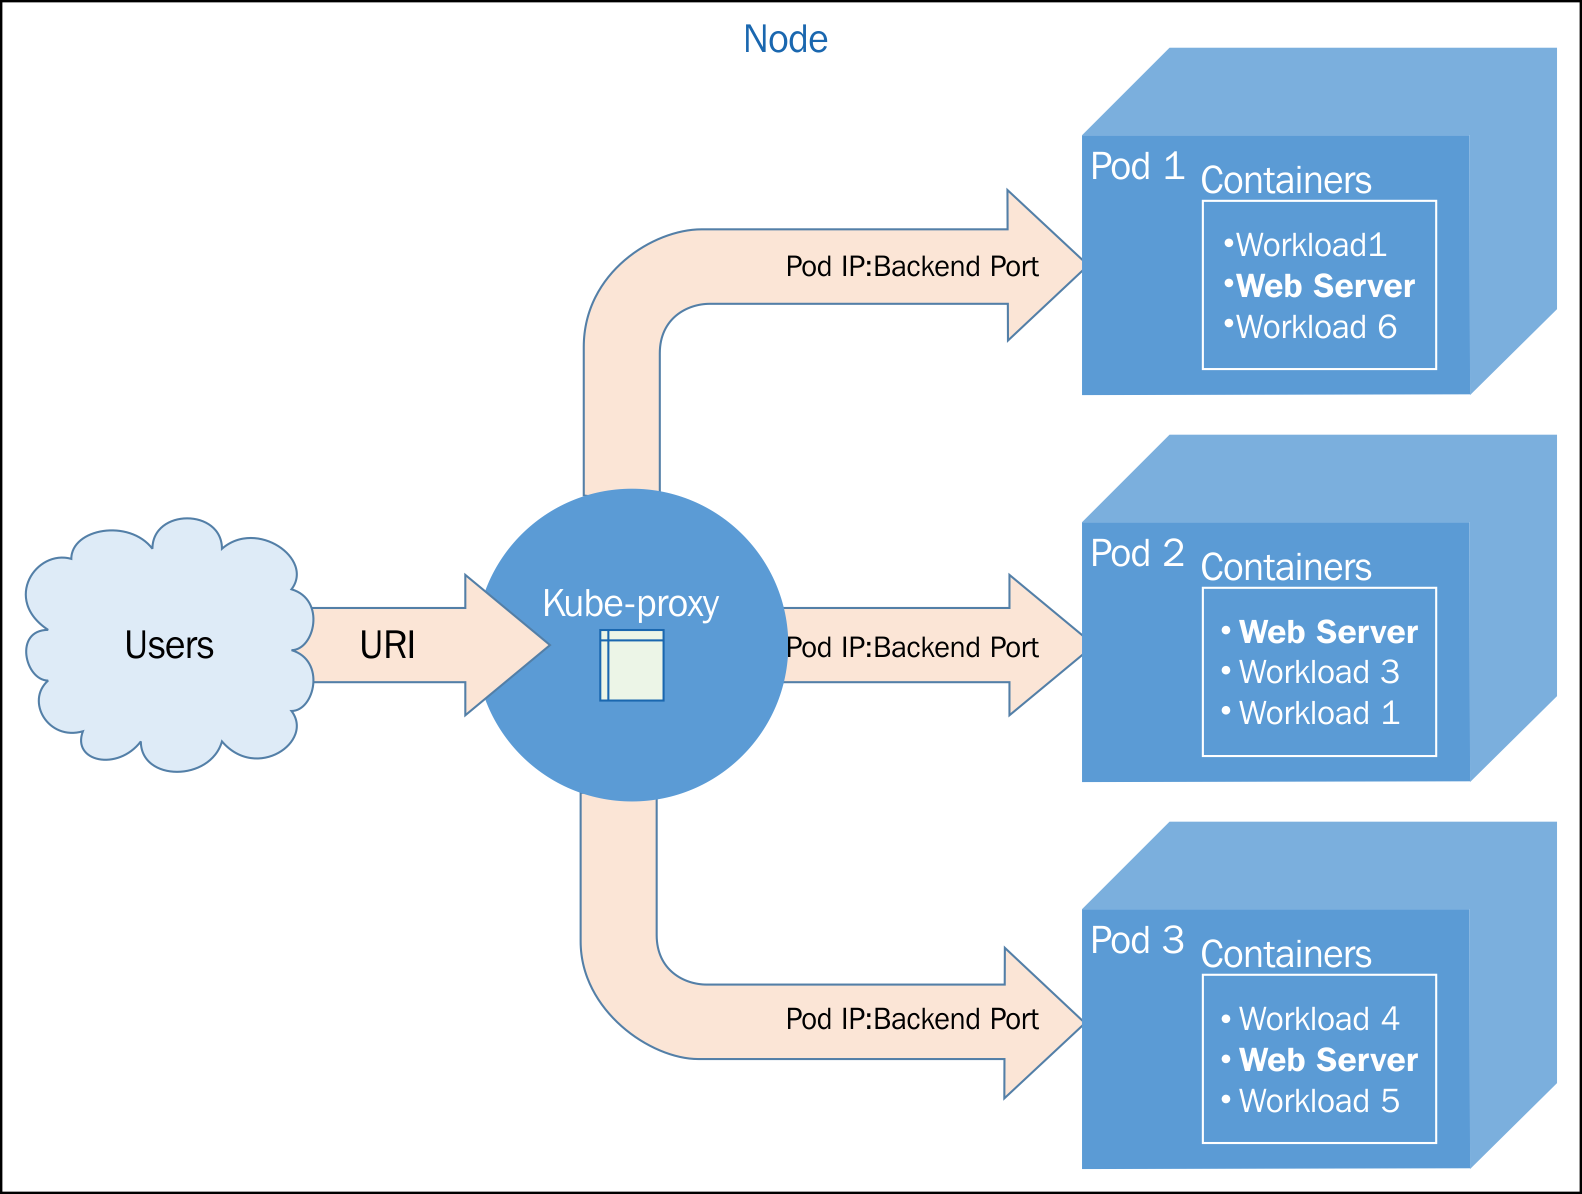 Node
Users
URI
Kube-proxy
Pod IP:Backend Port
Pod 1
Containers
•Workload1
•Web Server
•Workload 6
Pod IP:Backend Port
Pod 2
Containers
• Web Server
• Workload 3
• Workload 1
Pod IP:Backend Port
Pod 3
Containers
• Workload 4
• Web Server
• Workload 5